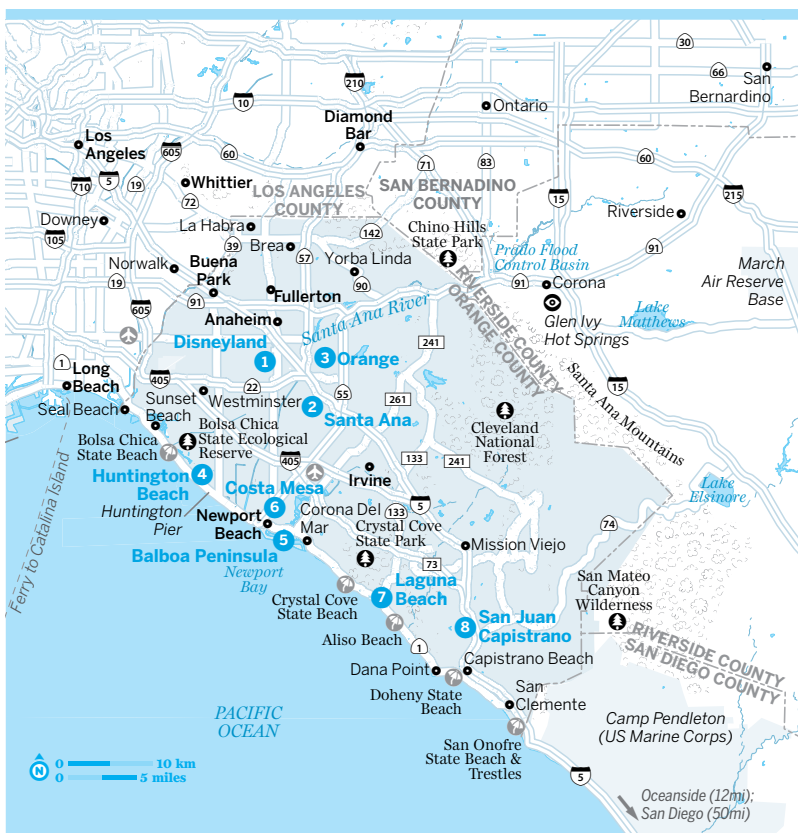 30
210
66
San
Bernardino
10
Ontario
Diamond
Bar
Los
Angeles
605
60
71
83
60
710
5
19
Whittier
LOS ANGELES
COUNTY
SAN BERNADINO
COUNTY
15
215
72
Downey
La Habra
142
Chino Hills
State Park
Riverside
105
39
Brea
57
Yorba Linda
Prado Flood
Control Basin
91
Norwalk
Buena
Park
90
91
Corona
March
Air Reserve
Base
19
91
Fullerton
605
Santa Ana River
RIVERSIDE COUNTY
ORANGE COUNTY
Glen Ivy
Hot Springs
Lake
Matthews
Anaheim
Disneyland
1
3
Orange
241
1
Long
Beach
405
22
55
Santa Ana Mountains
15
Seal Beach
Sunset
Beach
Westminster
2
Santa Ana
261
Cleveland
National
Forest
Bolsa Chica
State Beach
Bolsa Chica
State Ecological
Reserve
405
133
241
Irvine
Lake
Elsinore
Huntington
Beach
4
Costa Mesa
6
Huntington
Pier
Newport
Beach
Corona Del
Mar
133
5
Crystal Cove
State Park
74
Ferry to Catalina Island
5
Balboa Peninsula
Newport
Bay
Mission Viejo
73
San Mateo
Canyon
Wilderness
Crystal Cove
State Beach
7
Laguna
Beach
8
San Juan
Capistrano
Aliso Beach
1
RIVERSIDE COUNTY
SAN DIEGO COUNTY
Dana Point
Capistrano Beach
Doheny State
Beach
San
Clemente
PACIFIC
OCEAN
Camp Pendleton
(US Marine Corps)
San Onofre
State Beach &
Trestles
N
0 10 km
0 5 miles
5
Oceanside (12mi);
San Diego (50mi)